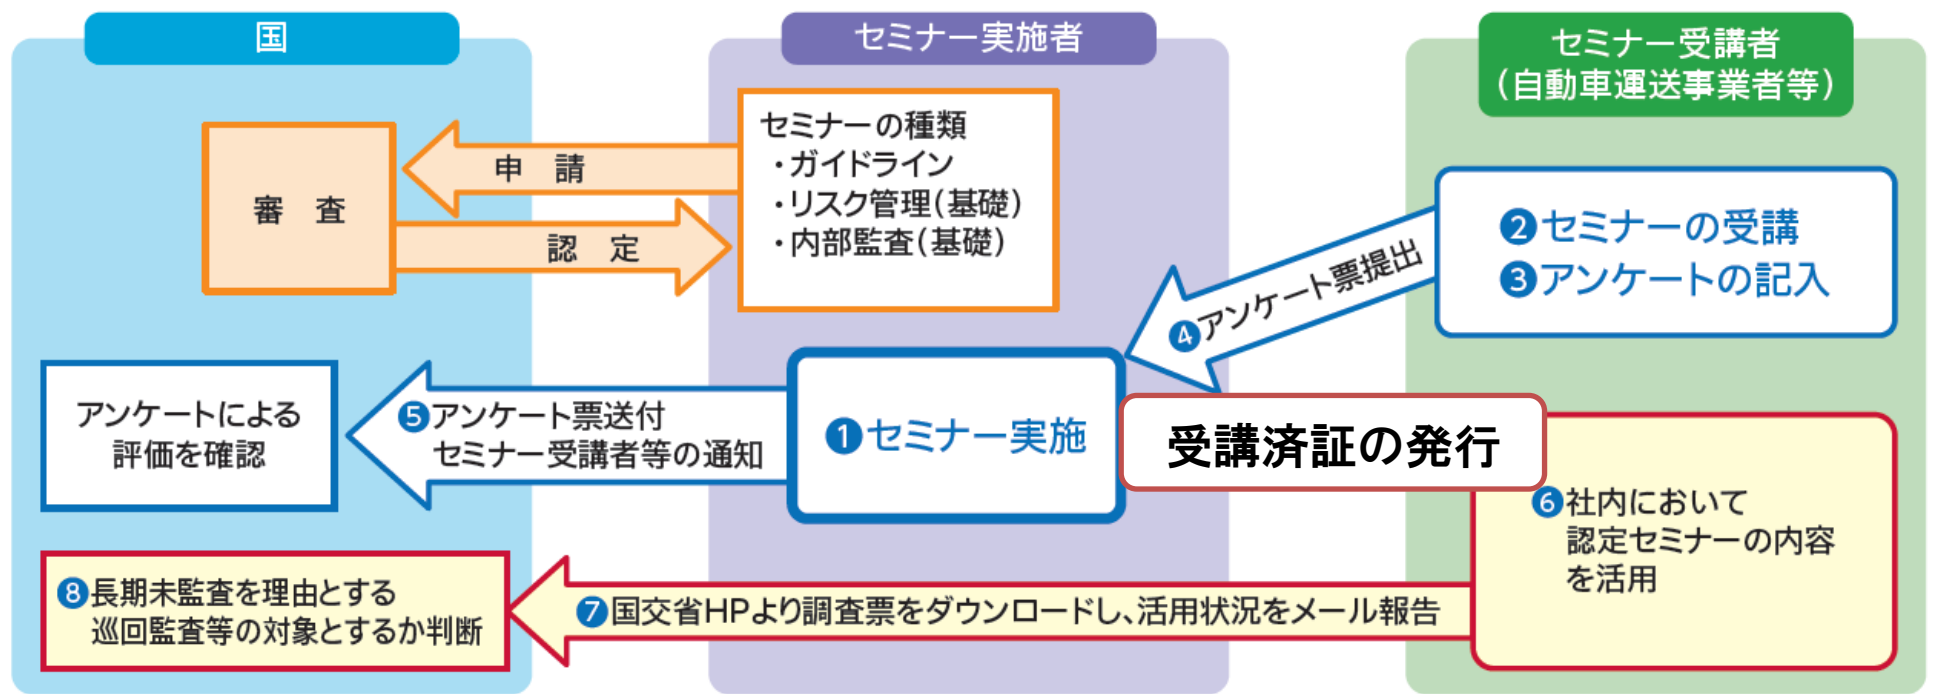 国
セミナー実施者
セミナー受講者
(自動車運送事業者等)
審 査
申 請
認 定
セミナーの種類
・ガイドライン
・リスク管理(基礎)
・内部監査(基礎)
❷セミナーの受講
❸アンケートの記入
❹アンケート票提出
❶セミナー実施
受講済証の発行
❺アンケート票送付
セミナー受講者等の通知
アンケートによる
評価を確認
❻社内において
認定セミナーの内容
を活用
❼国交省HPより調査票をダウンロードし、活用状況をメール報告
❽長期未監査を理由とする
巡回監査等の対象とするか判断